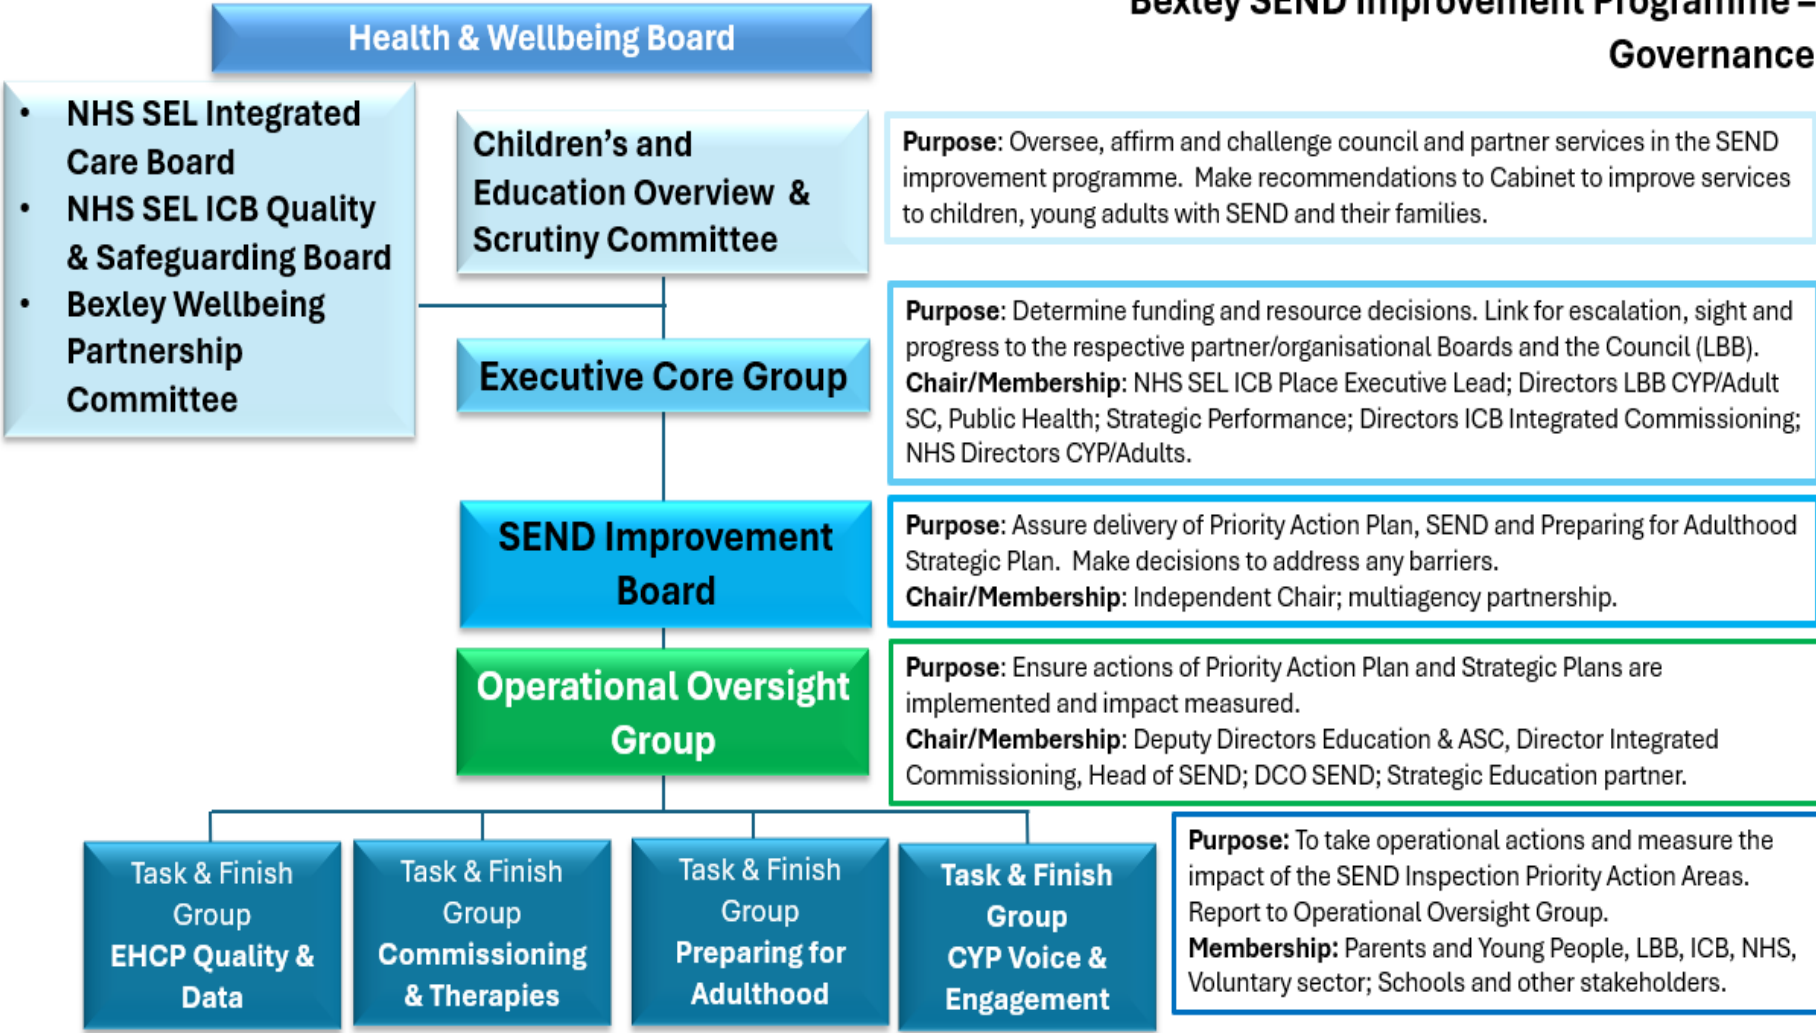 Bexley SEND Improvement Programme –
Governance
Health & Wellbeing Board
• NHS SEL Integrated
Care Board
• NHS SEL ICB Quality
& Safeguarding Board
• Bexley Wellbeing
Partnership
Committee
Children’s and
Education Overview &
Scrutiny Committee
Purpose: Oversee, affirm and challenge council and partner services in the SEND
improvement programme. Make recommendations to Cabinet to improve services
to children, young adults with SEND and their families.
Executive Core Group
Purpose: Determine funding and resource decisions. Link for escalation, sight and
progress to the respective partner/organisational Boards and the Council (LBB).
Chair/Membership: NHS SEL ICB Place Executive Lead; Directors LBB CYP/Adult
SC, Public Health; Strategic Performance; Directors ICB Integrated Commissioning;
NHS Directors CYP/Adults.
SEND Improvement
Board
Purpose: Assure delivery of Priority Action Plan, SEND and Preparing for Adulthood
Strategic Plan. Make decisions to address any barriers.
Chair/Membership: Independent Chair; multiagency partnership.
Operational Oversight
Group
Purpose: Ensure actions of Priority Action Plan and Strategic Plans are
implemented and impact measured.
Chair/Membership: Deputy Directors Education & ASC, Director Integrated
Commissioning, Head of SEND; DCO SEND; Strategic Education partner.
Task & Finish
Group
EHCP Quality &
Data
Task & Finish
Group
Commissioning
& Therapies
Task & Finish
Group
Preparing for
Adulthood
Task & Finish
Group
CYP Voice &
Engagement
Purpose: To take operational actions and measure the
impact of the SEND Inspection Priority Action Areas.
Report to Operational Oversight Group.
Membership: Parents and Young People, LBB, ICB, NHS,
Voluntary sector; Schools and other stakeholders.